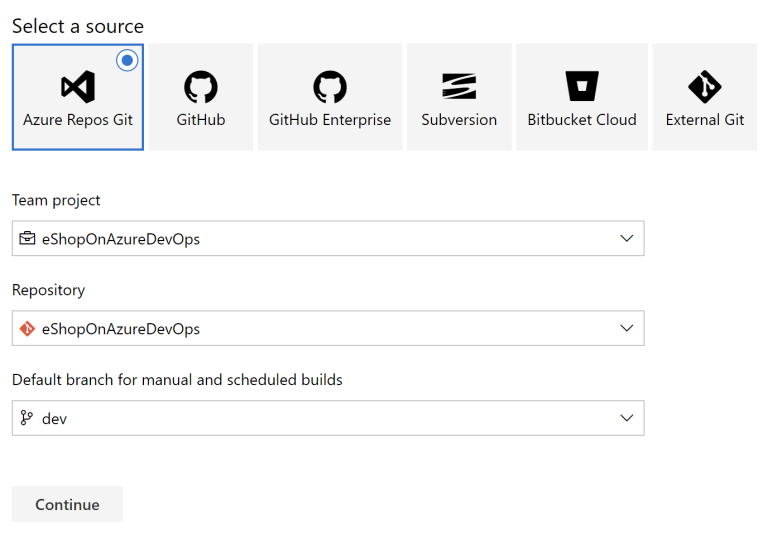 Select a source
Azure Repos Git GitHub GitHub Enterprise Subversion Bitbucket Cloud External Git
Team project
eShopOnAzureDevOps
Repository
eShopOnAzureDevOps
Default branch for manual and scheduled builds
dev
Continue